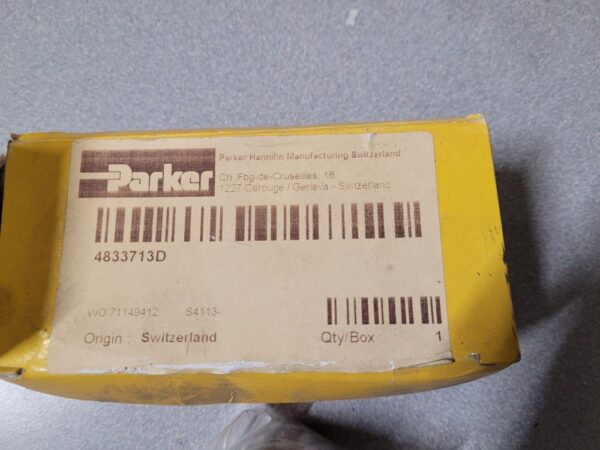 Parker
Parker Hannifin Manufacturing Switzerland
Ch. Fbg-de-Cruseilles, 16
1227 Carouge / Geneva - Switzerland
4833713D
WO 71149412 S4113-
Origin : Switzerland
Qty/Box 1